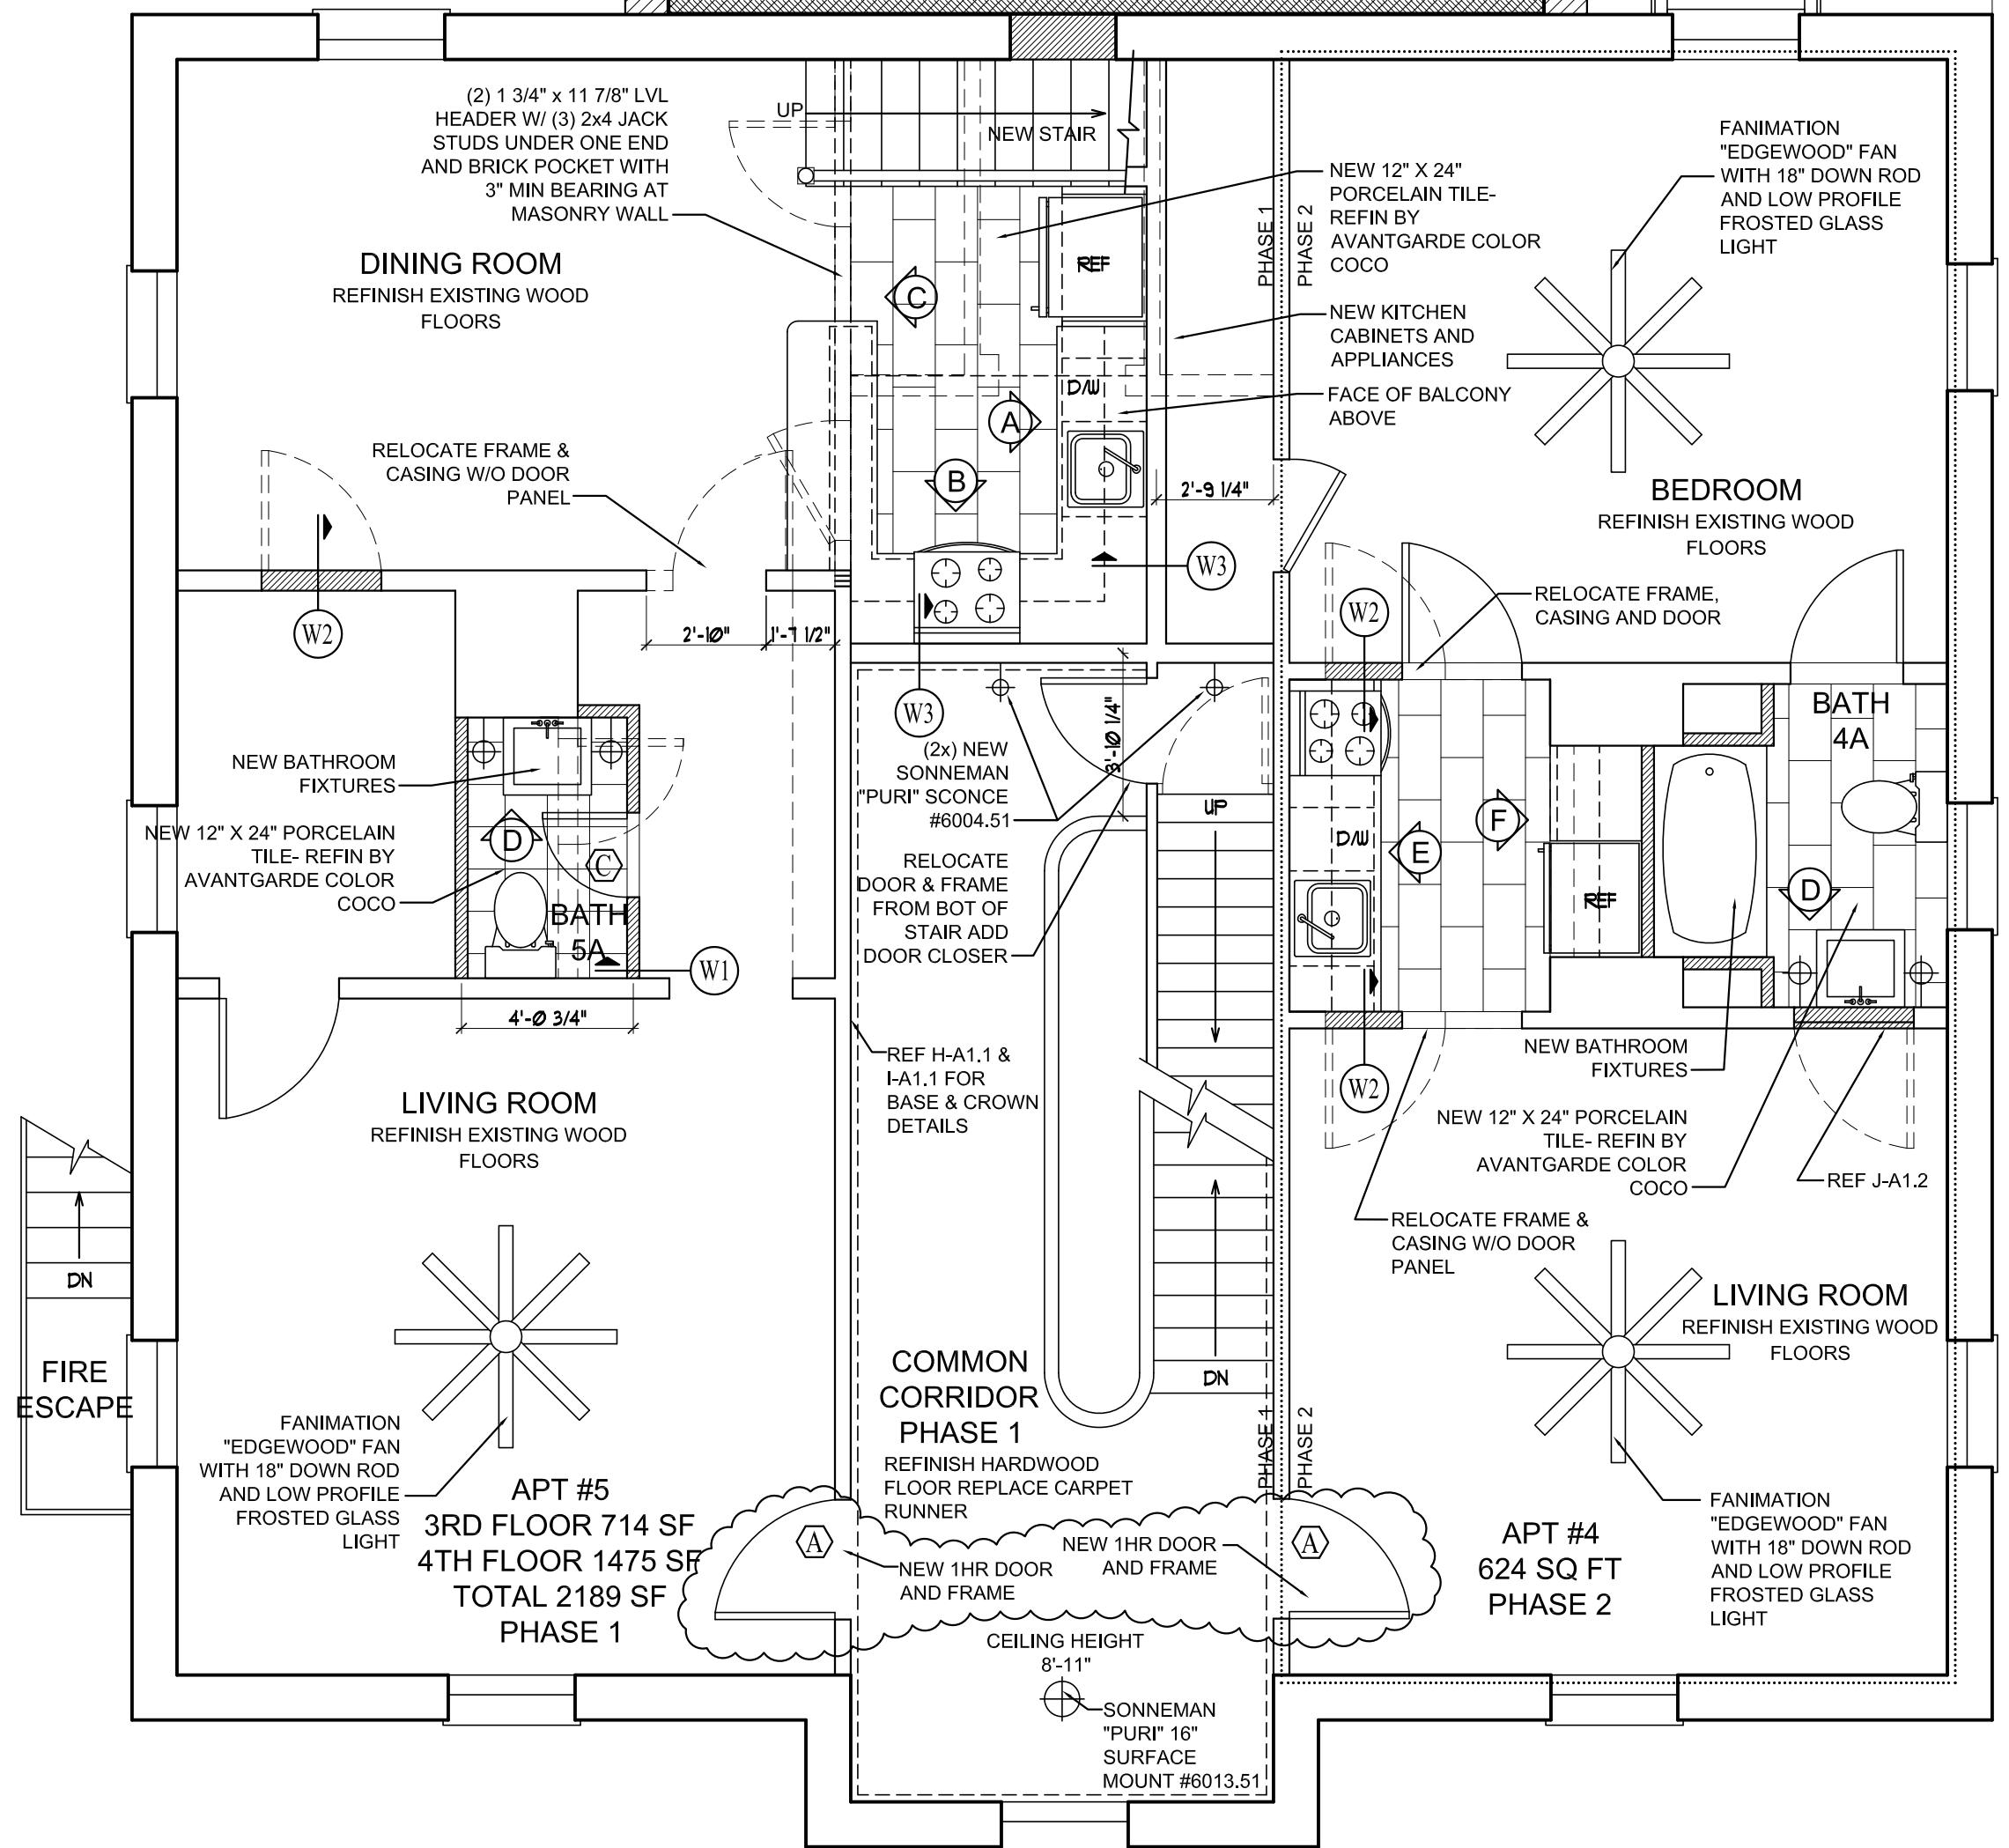 (2) 1 3/4" x 11 7/8" LVL
HEADER W/ (3) 2x4 JACK
STUDS UNDER ONE END
AND BRICK POCKET WITH
3" MIN BEARING AT
MASONRY WALL
UP
NEW STAIR
DINING ROOM
REFINISH EXISTING WOOD
FLOORS
NEW 12" X 24"
PORCELAIN TILE-
REFIN BY
AVANTGARDE COLOR
COCO
PHASE 1
PHASE 2
FANIMATION
"EDGEWOOD" FAN
WITH 18" DOWN ROD
AND LOW PROFILE
FROSTED GLASS
LIGHT
REF
C
NEW KITCHEN
CABINETS AND
APPLIANCES
D/W
FACE OF BALCONY
ABOVE
A
B
RELOCATE FRAME &
CASING W/O DOOR
PANEL
2'-9 1/4"
BEDROOM
REFINISH EXISTING WOOD
FLOORS
W3
W2
W2
RELOCATE FRAME,
CASING AND DOOR
2'-10"
1'-7 1/2"
W3
3'-10 1/4"
(2x) NEW
SONNEMAN
"PURI" SCONCE
#6004.51
NEW BATHROOM
FIXTURES
NEW 12" X 24" PORCELAIN
TILE- REFIN BY
AVANTGARDE COLOR
COCO
D
C
BATH
5A
W1
4'-0 3/4"
UP
RELOCATE
DOOR & FRAME
FROM BOT OF
STAIR ADD
DOOR CLOSER
D/W
E
F
REF
BATH
4A
D
REF H-A1.1 &
I-A1.1 FOR
BASE & CROWN
DETAILS
W2
NEW BATHROOM
FIXTURES
NEW 12" X 24" PORCELAIN
TILE- REFIN BY
AVANTGARDE COLOR
COCO
REF J-A1.2
RELOCATE FRAME &
CASING W/O DOOR
PANEL
LIVING ROOM
REFINISH EXISTING WOOD
FLOORS
DN
FIRE
ESCAPE
FANIMATION
"EDGEWOOD" FAN
WITH 18" DOWN ROD
AND LOW PROFILE
FROSTED GLASS
LIGHT
APT #5
3RD FLOOR 714 SF
4TH FLOOR 1475 SF
TOTAL 2189 SF
PHASE 1
COMMON
CORRIDOR
PHASE 1
REFINISH HARDWOOD
FLOOR REPLACE CARPET
RUNNER
DN
PHASE 1
PHASE 2
LIVING ROOM
REFINISH EXISTING WOOD
FLOORS
A
NEW 1HR DOOR
AND FRAME
NEW 1HR DOOR
AND FRAME
A
APT #4
624 SQ FT
PHASE 2
FANIMATION
"EDGEWOOD" FAN
WITH 18" DOWN ROD
AND LOW PROFILE
FROSTED GLASS
LIGHT
CEILING HEIGHT
8'-11"
SONNEMAN
"PURI" 16"
SURFACE
MOUNT #6013.51